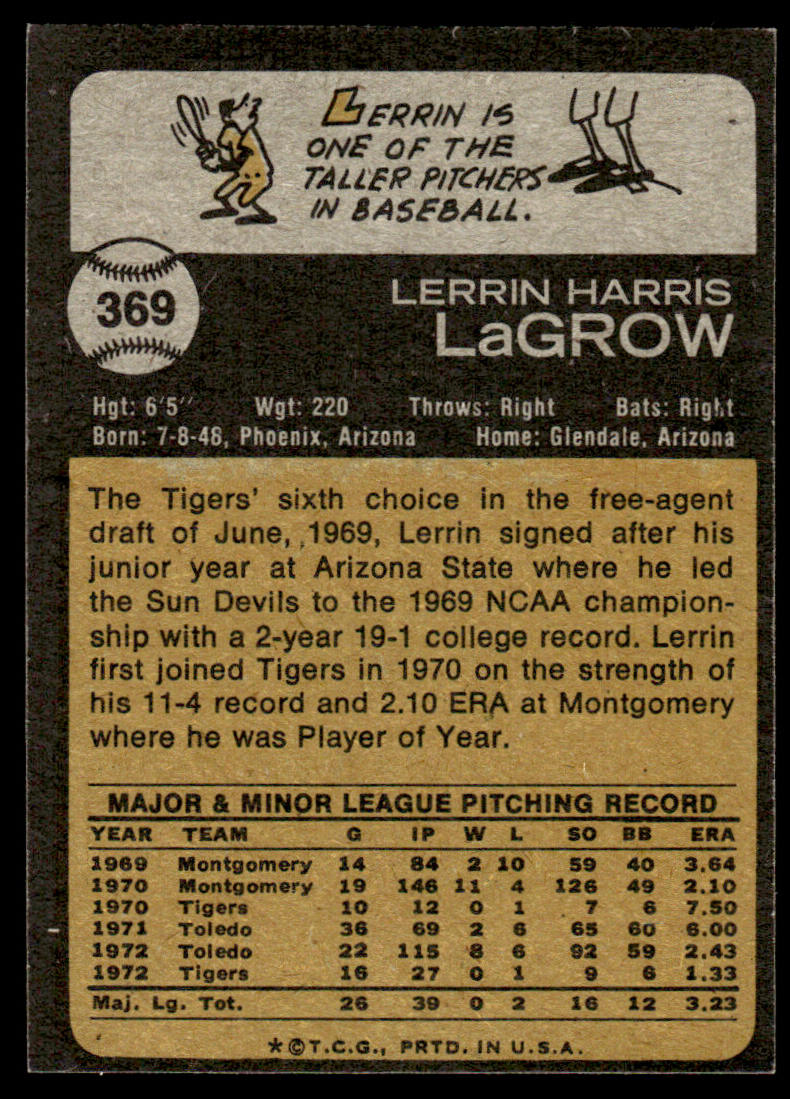 LERRIN IS
ONE OF THE
TALLER PITCHERS
IN BASEBALL.
369
LERRIN HARRIS
LaGROW
Hgt: 6'5" Wgt: 220 Throws: Right Bats: Right
Born: 7-8-48, Phoenix, Arizona Home: Glendale, Arizona
The Tigers' sixth choice in the free-agent
draft of June, 1969, Lerrin signed after his
junior year at Arizona State where he led
the Sun Devils to the 1969 NCAA champion-
ship with a 2-year 19-1 college record. Lerrin
first joined Tigers in 1970 on the strength of
his 11-4 record and 2.10 ERA at Montgomery
where he was Player of Year.
MAJOR & MINOR LEAGUE PITCHING RECORD
YEAR TEAM G IP W L SO BB ERA
1969 Montgomery 14 84 2 10 59 40 3.64
1970 Montgomery 19 146 11 4 126 49 2.10
1970 Tigers 10 12 0 1 7 6 7.50
1971 Toledo 36 69 2 6 65 60 6.00
1972 Toledo 22 115 8 6 92 59 2.43
1972 Tigers 16 27 0 1 9 6 1.33
Maj. Lg. Tot. 26 39 0 2 16 12 3.23
*©T.C.G., PRTD. IN U.S.A.